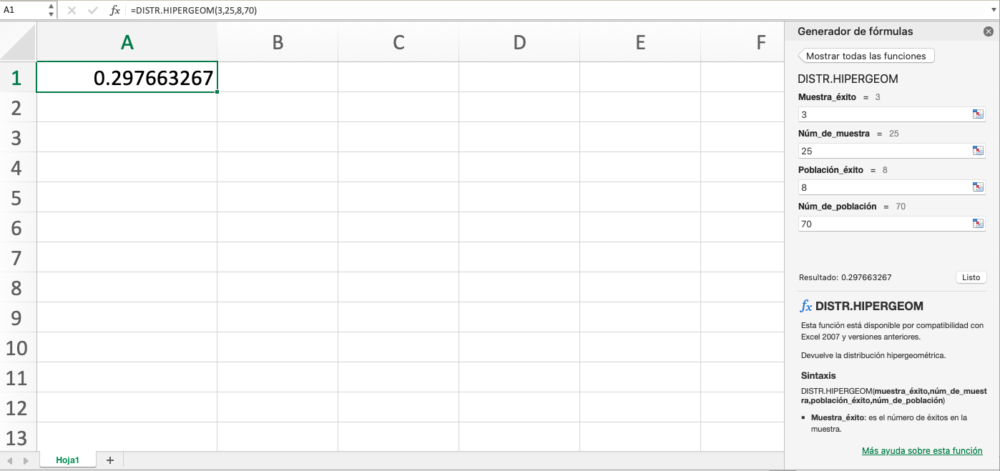 A1 fx =DISTR.HIPERGEOM(3,25,8,70)
A B C D E F
1 0.297663267
2
3
4
5
6
7
8
9
10
11
12
13
Hoja1 +
Generador de fórmulas
Mostrar todas las funciones
DISTR.HIPERGEOM
Muestra_éxito = 3
3
Núm_de_muestra = 25
25
Población_éxito = 8
8
Núm_de_población = 70
70
Resultado: 0.297663267 Listo
fx DISTR.HIPERGEOM
Esta función está disponible por compatibilidad con
Excel 2007 y versiones anteriores.
Devuelve la distribución hipergeométrica.
Sintaxis
DISTR.HIPERGEOM(muestra_éxito,núm_de_muest
ra,población_éxito,núm_de_población)
▪ Muestra_éxito: es el número de éxitos en la
muestra.
Más ayuda sobre esta función